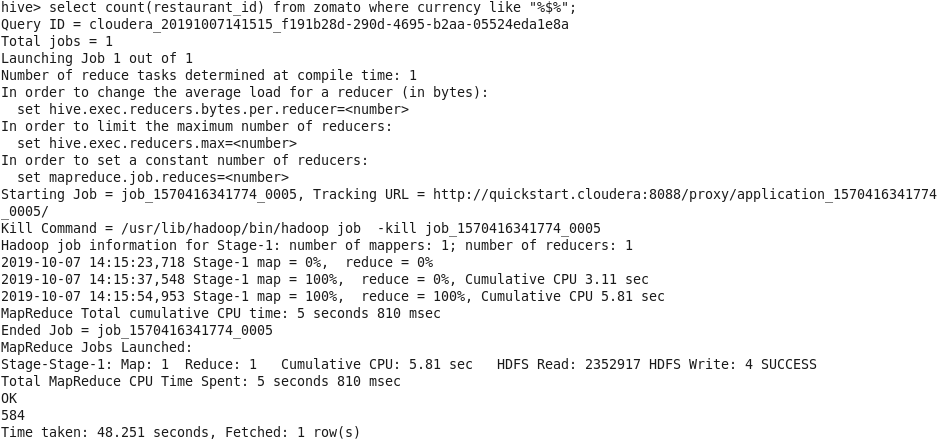 hive> select count(restaurant_id) from zomato where currency like "%$%";
Query ID = cloudera_20191007141515_f191b28d-290d-4695-b2aa-05524eda1e8a
Total jobs = 1
Launching Job 1 out of 1
Number of reduce tasks determined at compile time: 1
In order to change the average load for a reducer (in bytes):
  set hive.exec.reducers.bytes.per.reducer=<number>
In order to limit the maximum number of reducers:
  set hive.exec.reducers.max=<number>
In order to set a constant number of reducers:
  set mapreduce.job.reduces=<number>
Starting Job = job_1570416341774_0005, Tracking URL = http://quickstart.cloudera:8088/proxy/application_1570416341774
_0005/
Kill Command = /usr/lib/hadoop/bin/hadoop job  -kill job_1570416341774_0005
Hadoop job information for Stage-1: number of mappers: 1; number of reducers: 1
2019-10-07 14:15:23,718 Stage-1 map = 0%,  reduce = 0%
2019-10-07 14:15:37,548 Stage-1 map = 100%,  reduce = 0%, Cumulative CPU 3.11 sec
2019-10-07 14:15:54,953 Stage-1 map = 100%,  reduce = 100%, Cumulative CPU 5.81 sec
MapReduce Total cumulative CPU time: 5 seconds 810 msec
Ended Job = job_1570416341774_0005
MapReduce Jobs Launched:
Stage-Stage-1: Map: 1  Reduce: 1   Cumulative CPU: 5.81 sec   HDFS Read: 2352917 HDFS Write: 4 SUCCESS
Total MapReduce CPU Time Spent: 5 seconds 810 msec
OK
584
Time taken: 48.251 seconds, Fetched: 1 row(s)